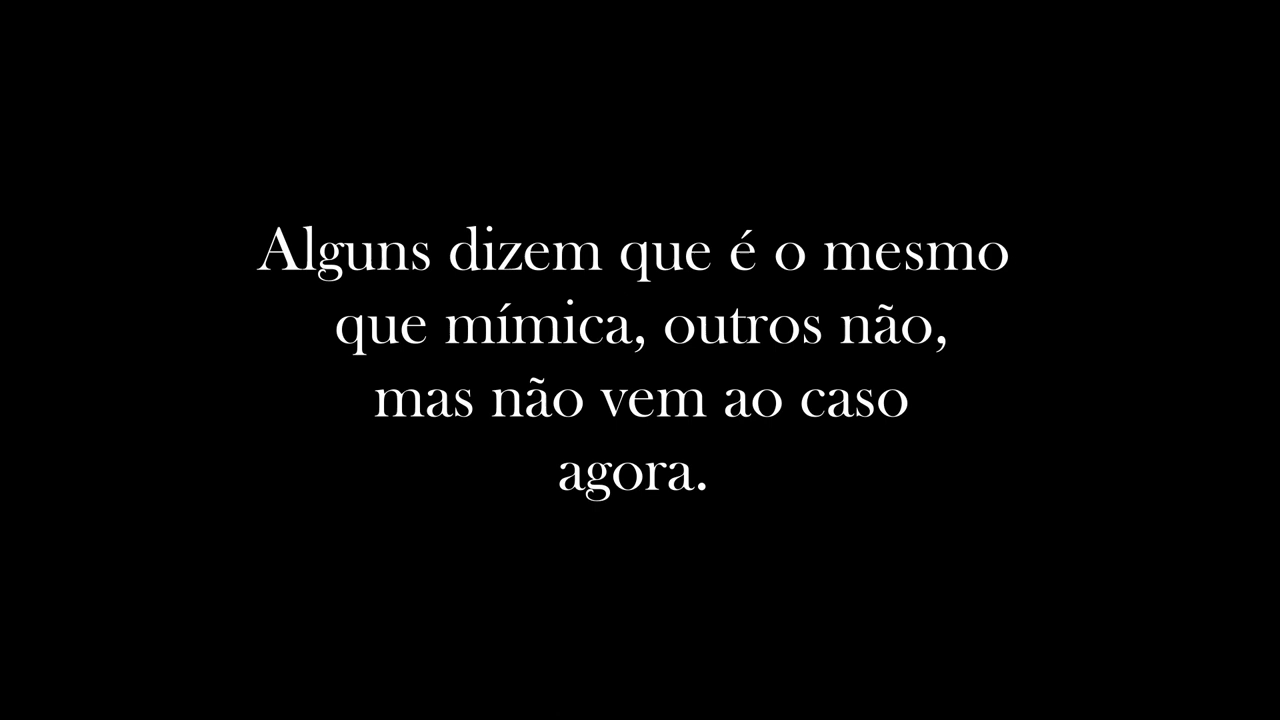 Alguns dizem que é o mesmo
que mímica, outros não,
mas não vem ao caso
agora.